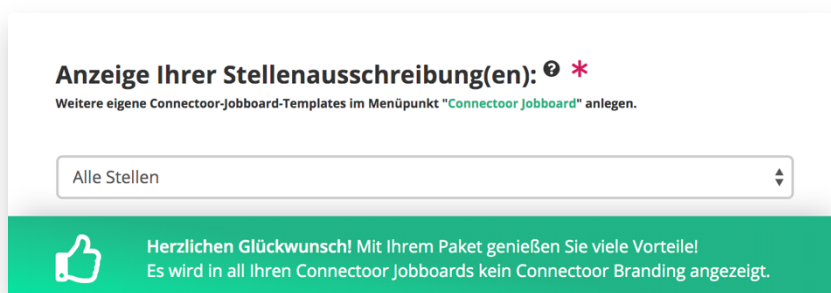 Anzeige Ihrer Stellenausschreibung(en): ? *
Weitere eigene Connectoor-Jobboard-Templates im Menüpunkt "Connectoor Jobboard" anlegen.
Alle Stellen
Herzlichen Glückwunsch! Mit Ihrem Paket genießen Sie viele Vorteile!
Es wird in all Ihren Connectoor Jobboards kein Connectoor Branding angezeigt.